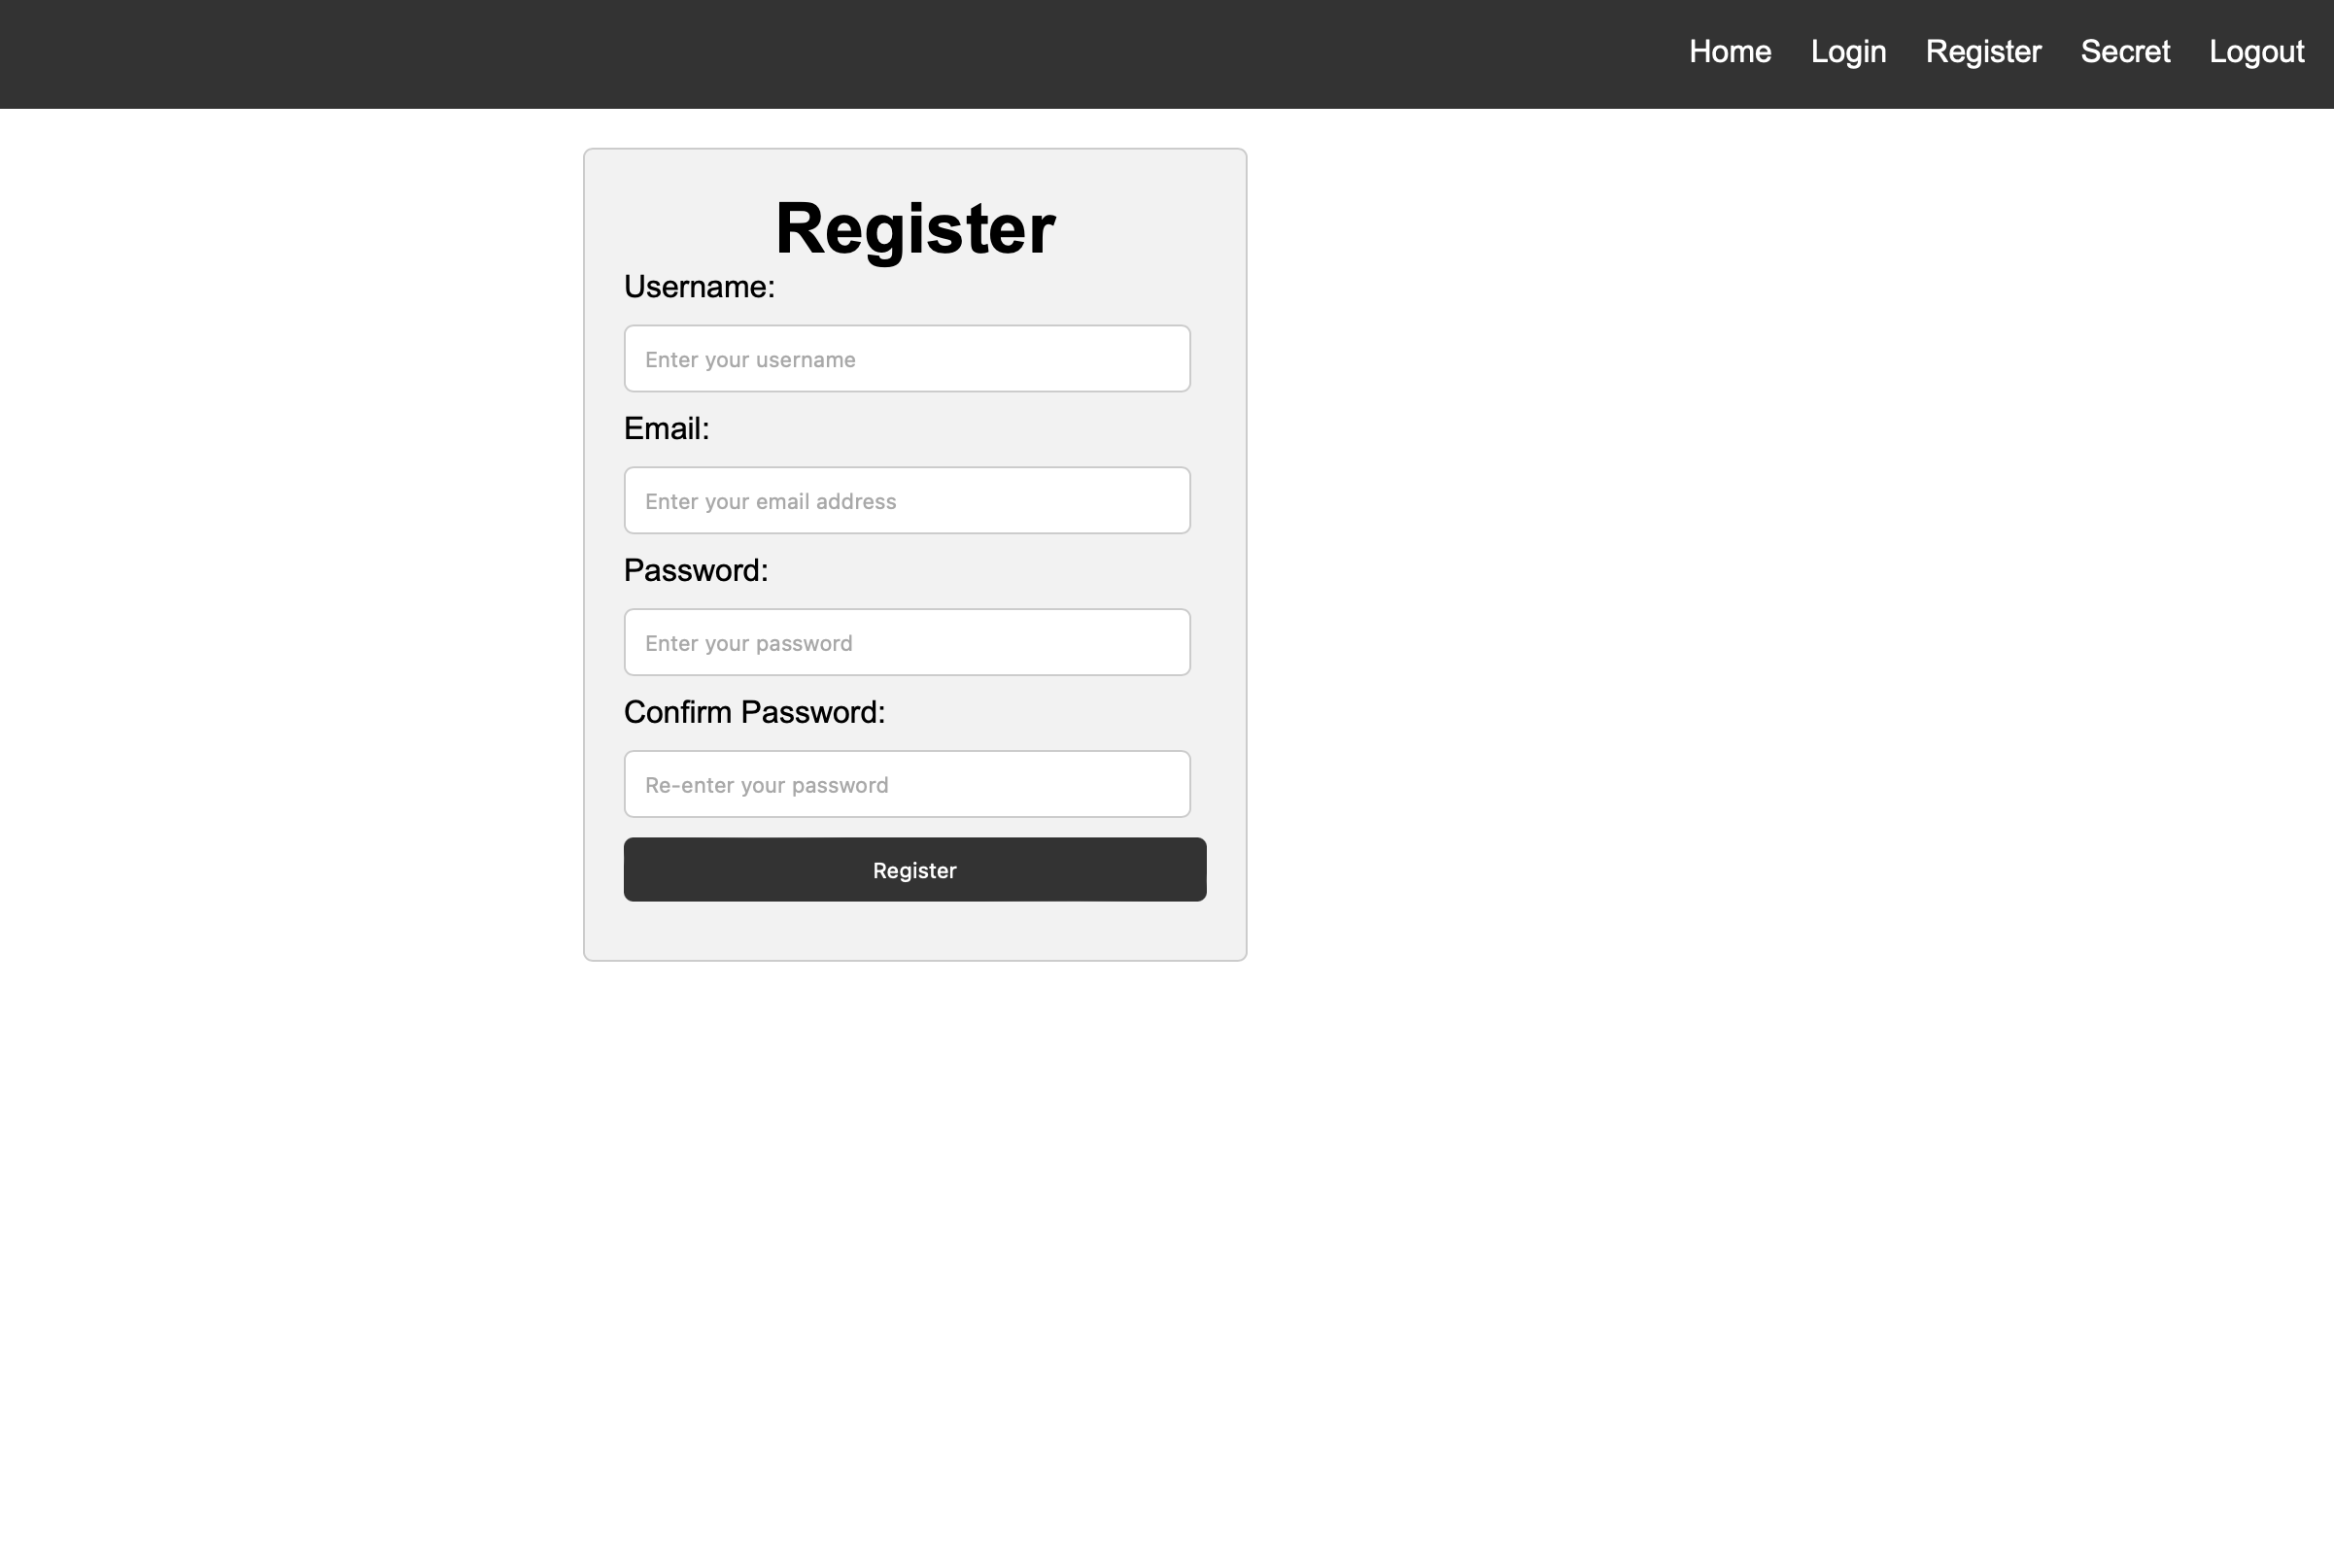 Home Login Register Secret Logout
Register
Username:
Enter your username
Email:
Enter your email address
Password:
Enter your password
Confirm Password:
Re-enter your password
Register